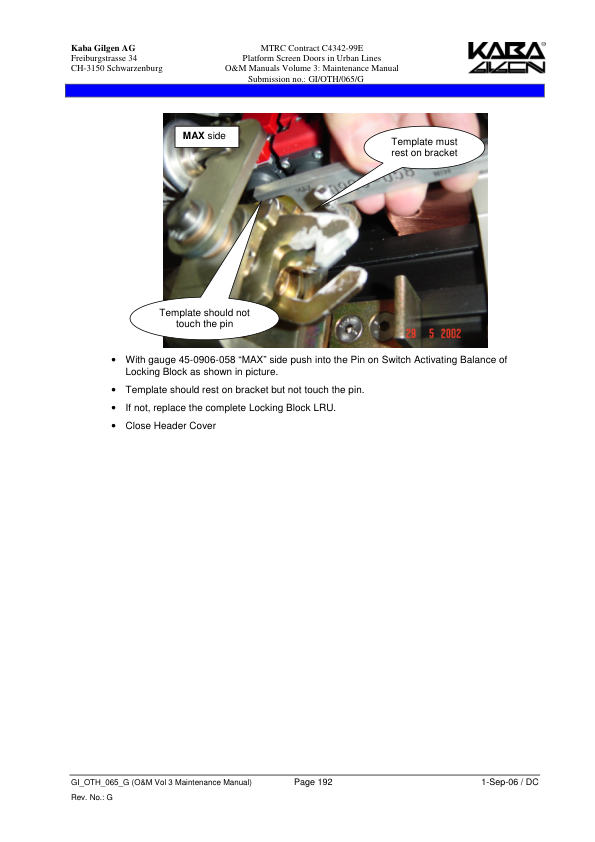 Kaba Gilgen AG
Freiburgstrasse 34
CH-3150 Schwarzenburg
MTRC Contract C4342-99E
Platform Screen Doors in Urban Lines
O&M Manuals Volume 3: Maintenance Manual
Submission no.: GI/OTH/065/G
KABA®
GILGEN
MAX side
Template must
rest on bracket
Template should not
touch the pin
29 5 2002
• With gauge 45-0906-058 “MAX” side push into the Pin on Switch Activating Balance of
Locking Block as shown in picture.
• Template should rest on bracket but not touch the pin.
• If not, replace the complete Locking Block LRU.
• Close Header Cover
GI_OTH_065_G (O&M Vol 3 Maintenance Manual)
Page 192
1-Sep-06 / DC
Rev. No.: G